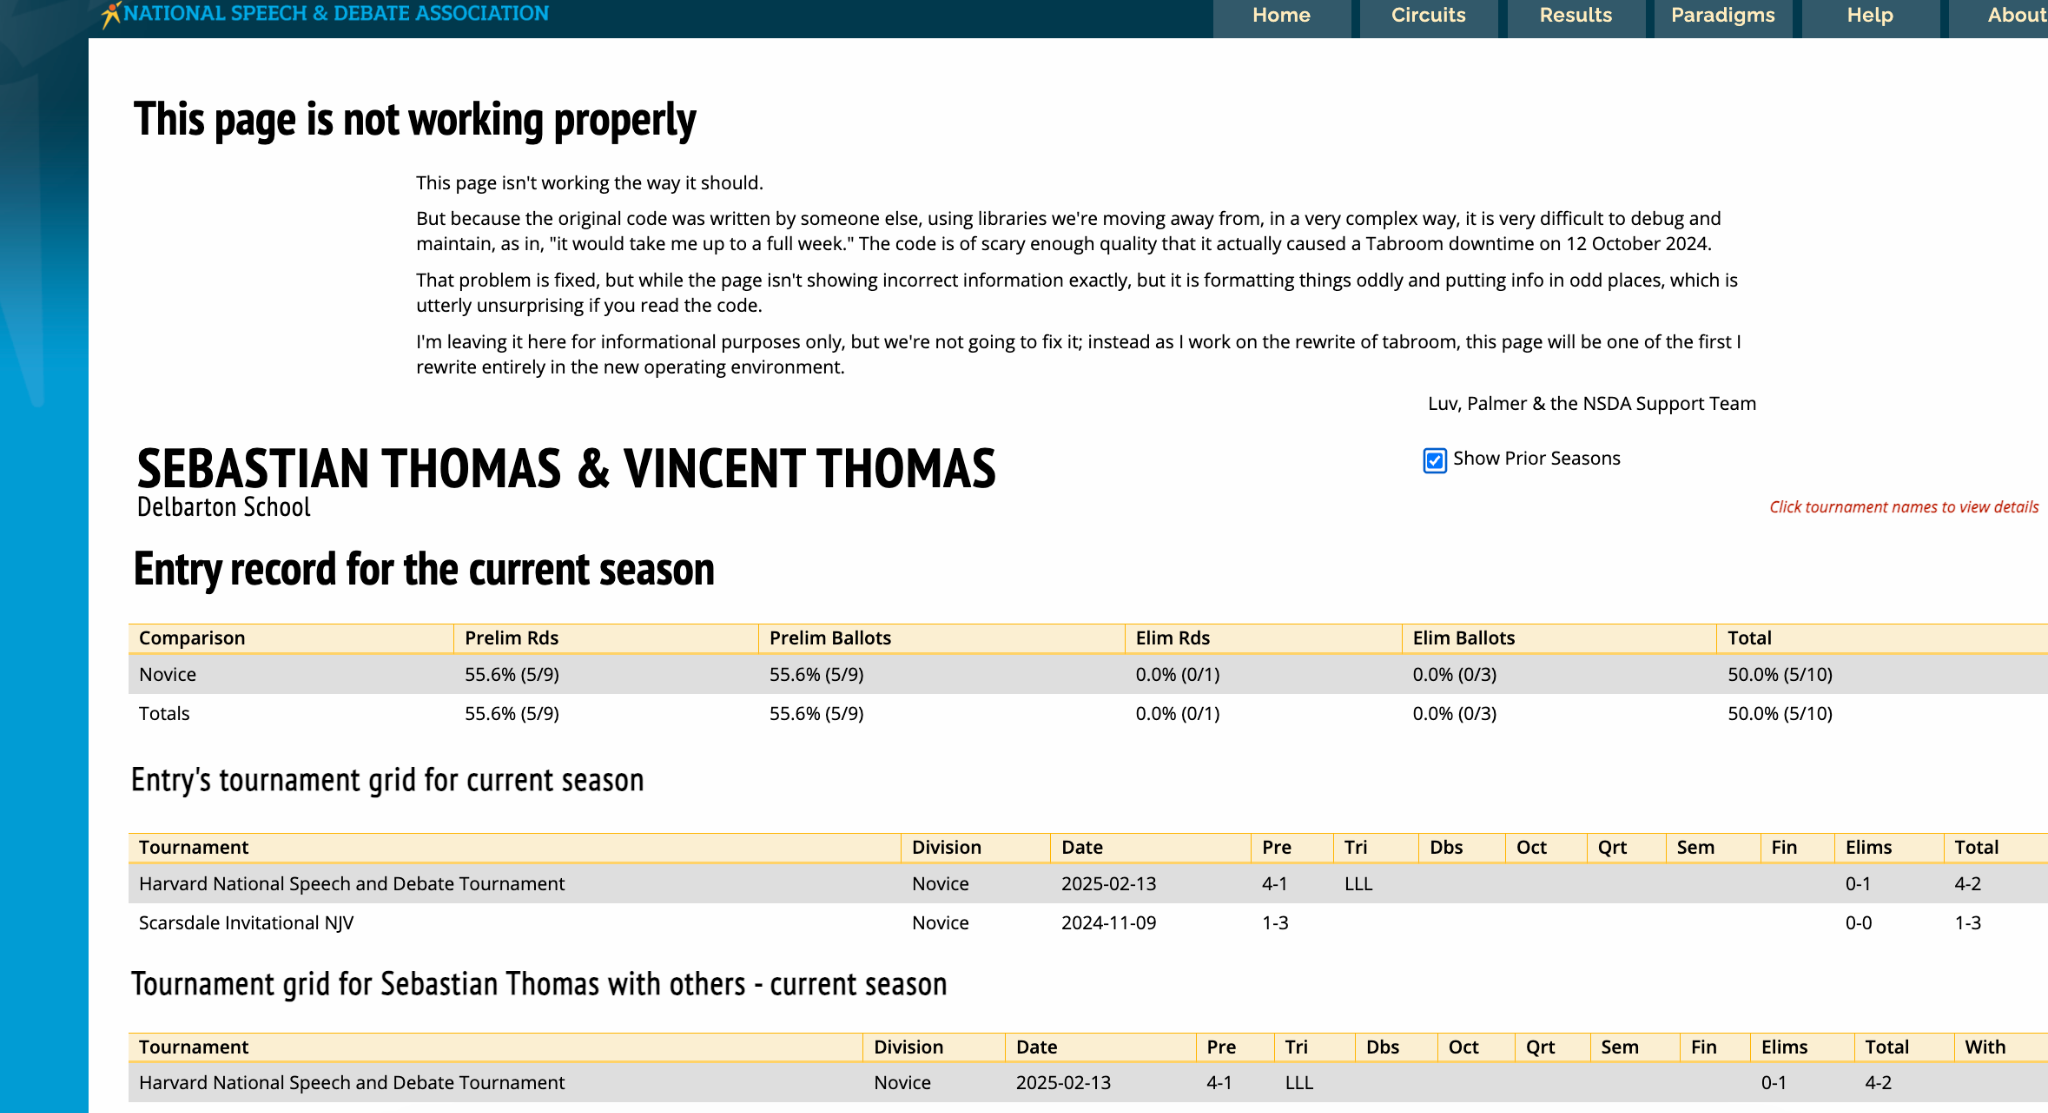 NATIONAL SPEECH & DEBATE ASSOCIATION
Home Circuits Results Paradigms Help About
This page is not working properly
This page isn't working the way it should.
But because the original code was written by someone else, using libraries we're moving away from, in a very complex way, it is very difficult to debug and
maintain, as in, "it would take me up to a full week." The code is of scary enough quality that it actually caused a Tabroom downtime on 12 October 2024.
That problem is fixed, but while the page isn't showing incorrect information exactly, but it is formatting things oddly and putting info in odd places, which is
utterly unsurprising if you read the code.
I'm leaving it here for informational purposes only, but we're not going to fix it; instead as I work on the rewrite of tabroom, this page will be one of the first I
rewrite entirely in the new operating environment.
Luv, Palmer & the NSDA Support Team
SEBASTIAN THOMAS & VINCENT THOMAS
Show Prior Seasons
Delbarton School
Click tournament names to view details
Entry record for the current season
Comparison Prelim Rds Prelim Ballots Elim Rds Elim Ballots Total
Novice 55.6% (5/9) 55.6% (5/9) 0.0% (0/1) 0.0% (0/3) 50.0% (5/10)
Totals 55.6% (5/9) 55.6% (5/9) 0.0% (0/1) 0.0% (0/3) 50.0% (5/10)
Entry's tournament grid for current season
Tournament Division Date Pre Tri Dbs Oct Qrt Sem Fin Elims Total
Harvard National Speech and Debate Tournament Novice 2025-02-13 4-1 LLL 0-1 4-2
Scarsdale Invitational NJV Novice 2024-11-09 1-3 0-0 1-3
Tournament grid for Sebastian Thomas with others - current season
Tournament Division Date Pre Tri Dbs Oct Qrt Sem Fin Elims Total With
Harvard National Speech and Debate Tournament Novice 2025-02-13 4-1 LLL 0-1 4-2